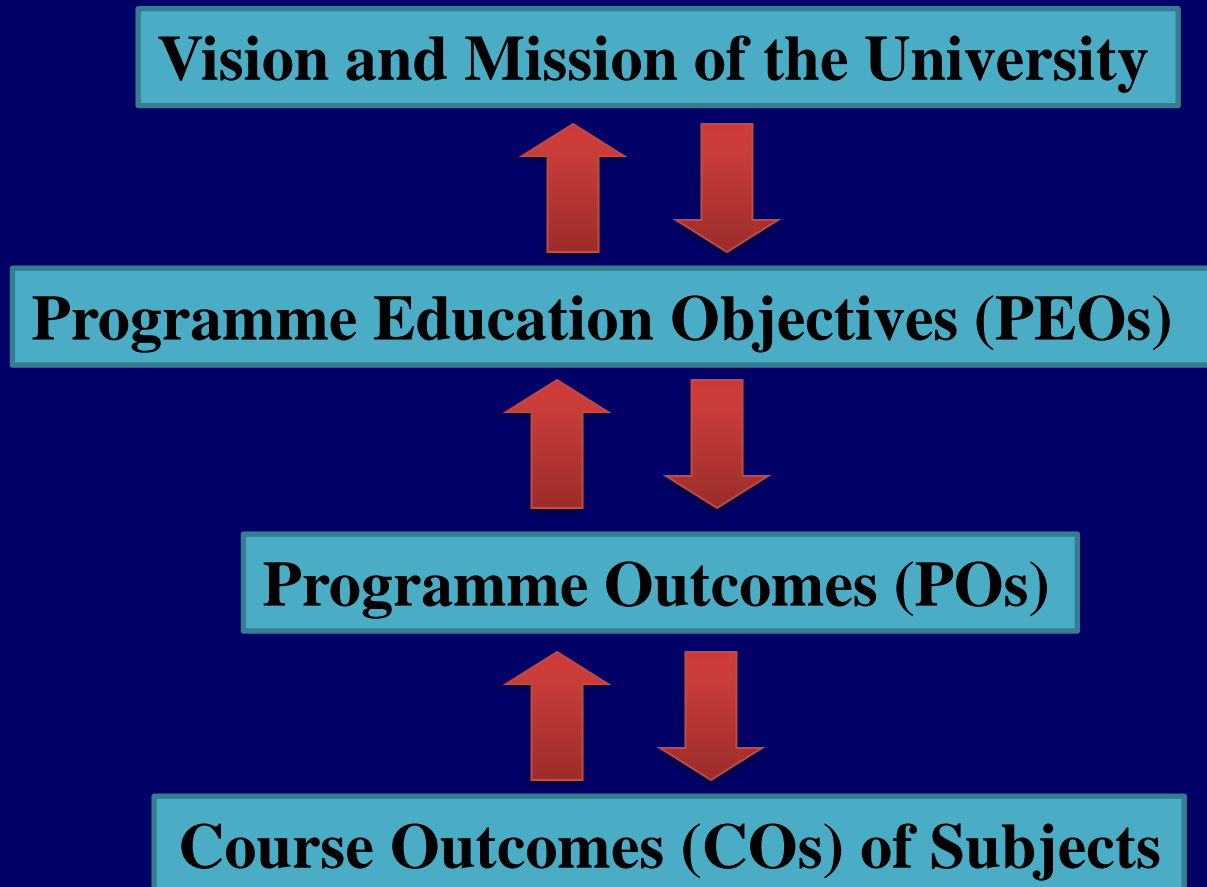 Vision and Mission of the University
Programme Education Objectives (PEOs)
Programme Outcomes (POs)
Course Outcomes (COs) of Subjects